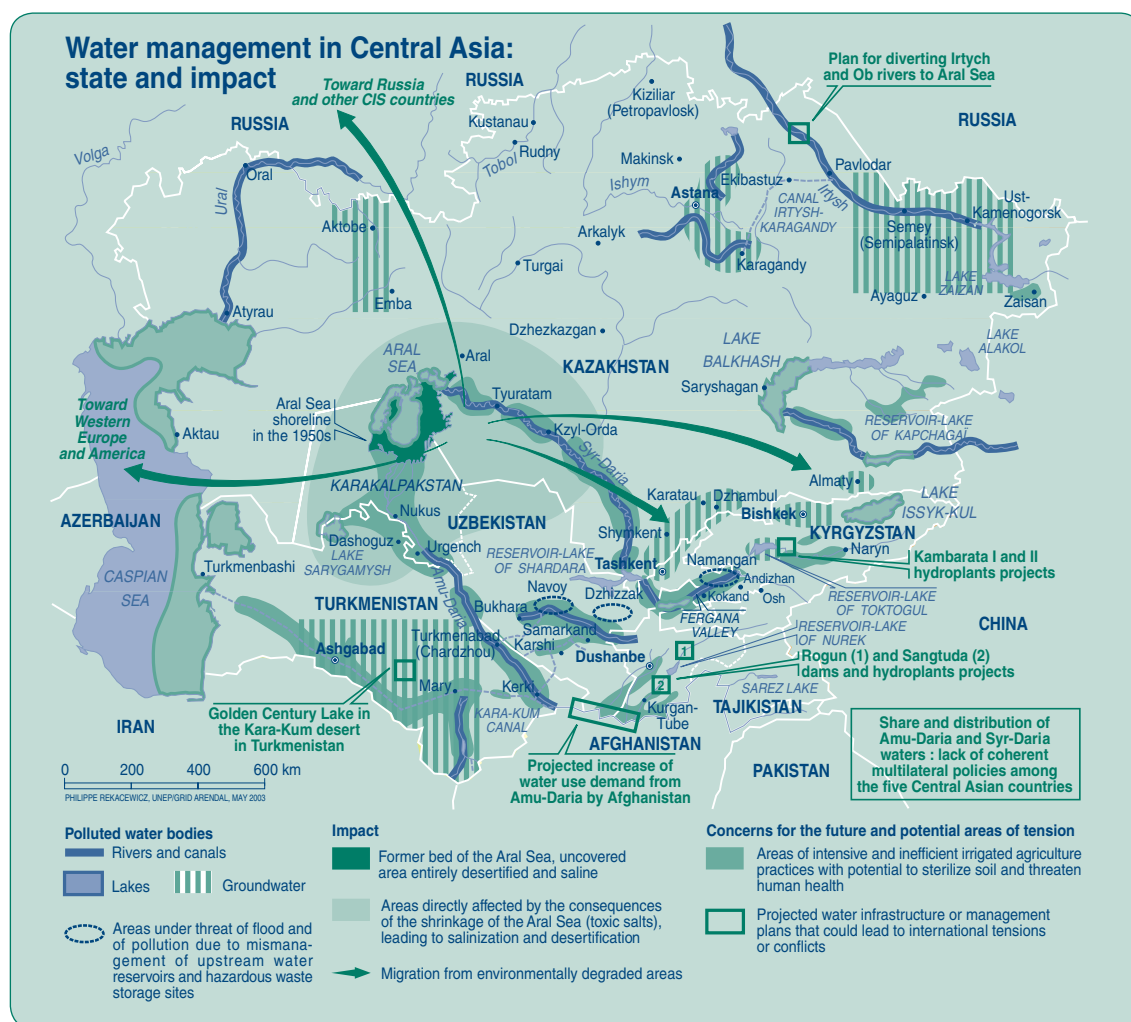 Water management in Central Asia:
state and impact
Toward Russia
and other CIS countries
Plan for diverting Irtych
and Ob rivers to Aral Sea
RUSSIA
RUSSIA
RUSSIA
Kiziliar
(Petropavlosk)
Kustanau
Rudny
Tobol
Volga
Oral
Ural
Makinsk
Ishym
Ekibastuz
Pavlodar
Irtysh
Astana
CANAL
IRTYSH-
KARAGANDY
Ust-
Kamenogorsk
Semey
(Semipalatinsk)
Aktobe
Arkalyk
Karagandy
Turgai
LAKE
ZAIZAN
Zaisan
Ayaguz
Emba
Atyrau
Dzhezkazgan
LAKE
ALAKOL
LAKE
BALKHASH
ARAL
SEA
Aral
KAZAKHSTAN
Saryshagan
Toward
Western
Europe
and America
Aral Sea
shoreline
in the 1950s
Tyuratam
Kzyl-Orda
RESERVOIR-LAKE
OF KAPCHAGAÏ
Aktau
Syr-Daria
Almaty
KARAKALPAKSTAN
Karatau
Dzhambul
LAKE
ISSYK-KUL
AZERBAIJAN
Nukus
UZBEKISTAN
Bishkek
KYRGYZSTAN
Shymkent
Dashoguz
Urgench
LAKE
SARYGAMYSH
RESERVOIR-LAKE
OF SHARDARA
Tashkent
Naryn
Namangan
Kambarata I and II
hydroplants projects
CASPIAN
SEA
Turkmenbashi
Amu-Daria
Navoy
Dzhizzak
Andizhan
Kokand
Osh
RESERVOIR-LAKE
OF TOKTOGUL
TURKMENISTAN
Bukhara
FERGANA
VALLEY
CHINA
RESERVOIR-LAKE
OF NUREK
Samarkand
Turkmenabad
(Chardzhou)
Karshi
Ashgabad
Dushanbe
1
Rogun (1) and Sangtuda (2)
dams and hydroplants projects
2
Mary
Kerki
SAREZ LAKE
Kurgan-
Tube
TAJIKISTAN
IRAN
Golden Century Lake in
the Kara-Kum desert
in Turkmenistan
KARA-KUM
CANAL
AFGHANISTAN
Projected increase of
water use demand from
Amu-Daria by Afghanistan
PAKISTAN
Share and distribution of
Amu-Daria and Syr-Daria
waters : lack of coherent
multilateral policies among
the five Central Asian countries
0 200 400 600 km
PHILIPPE REKACEWICZ, UNEP/GRID ARENDAL, MAY 2003
Polluted water bodies
Rivers and canals
Lakes
Groundwater
Areas under threat of flood and
of pollution due to mismana-
gement of upstream water
reservoirs and hazardous waste
storage sites
Impact
Former bed of the Aral Sea, uncovered
area entirely desertified and saline
Areas directly affected by the consequences
of the shrinkage of the Aral Sea (toxic salts),
leading to salinization and desertification
Migration from environmentally degraded areas
Concerns for the future and potential areas of tension
Areas of intensive and inefficient irrigated agriculture
practices with potential to sterilize soil and threaten
human health
Projected water infrastructure or management
plans that could lead to international tensions
or conflicts